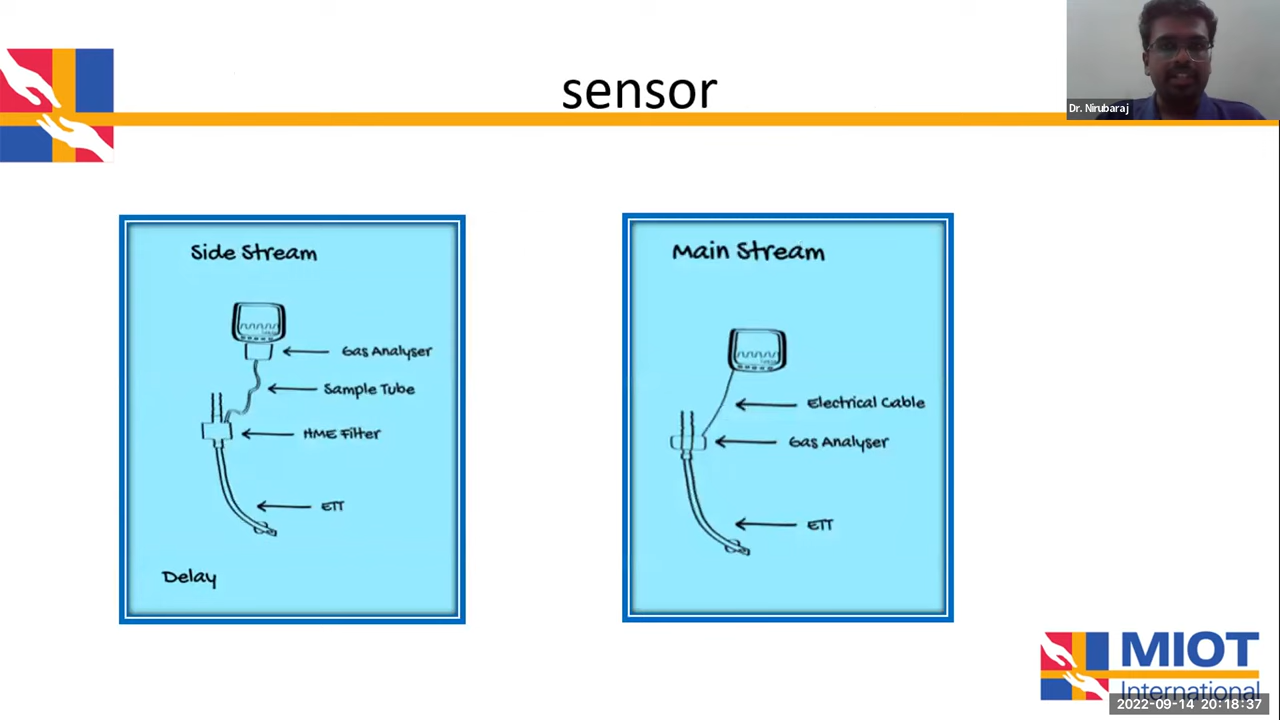 sensor
Dr. Nirubaraj
Side Stream
Gas Analyser
Sample Tube
HME Filter
ETT
Delay
Main Stream
Electrical Cable
Gas Analyser
ETT
MIOT
International
2022-09-14 20:18:37